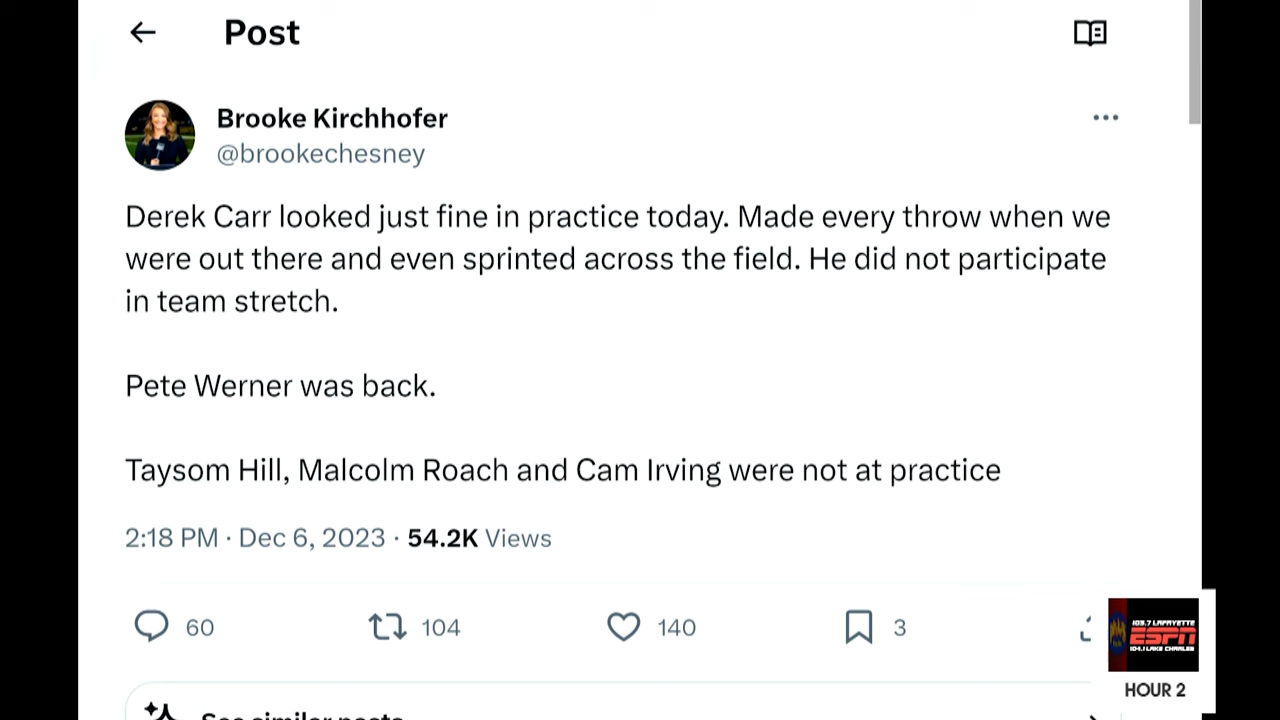 Post
Brooke Kirchhofer
@brookechesney
Derek Carr looked just fine in practice today. Made every throw when we
were out there and even sprinted across the field. He did not participate
in team stretch.
Pete Werner was back.
Taysom Hill, Malcolm Roach and Cam Irving were not at practice
2:18 PM · Dec 6, 2023 · 54.2K Views
60
104
140
3
103.7 LAFAYETTE
ESPN
104.1 LAKE CHARLES
HOUR 2
See similar posts